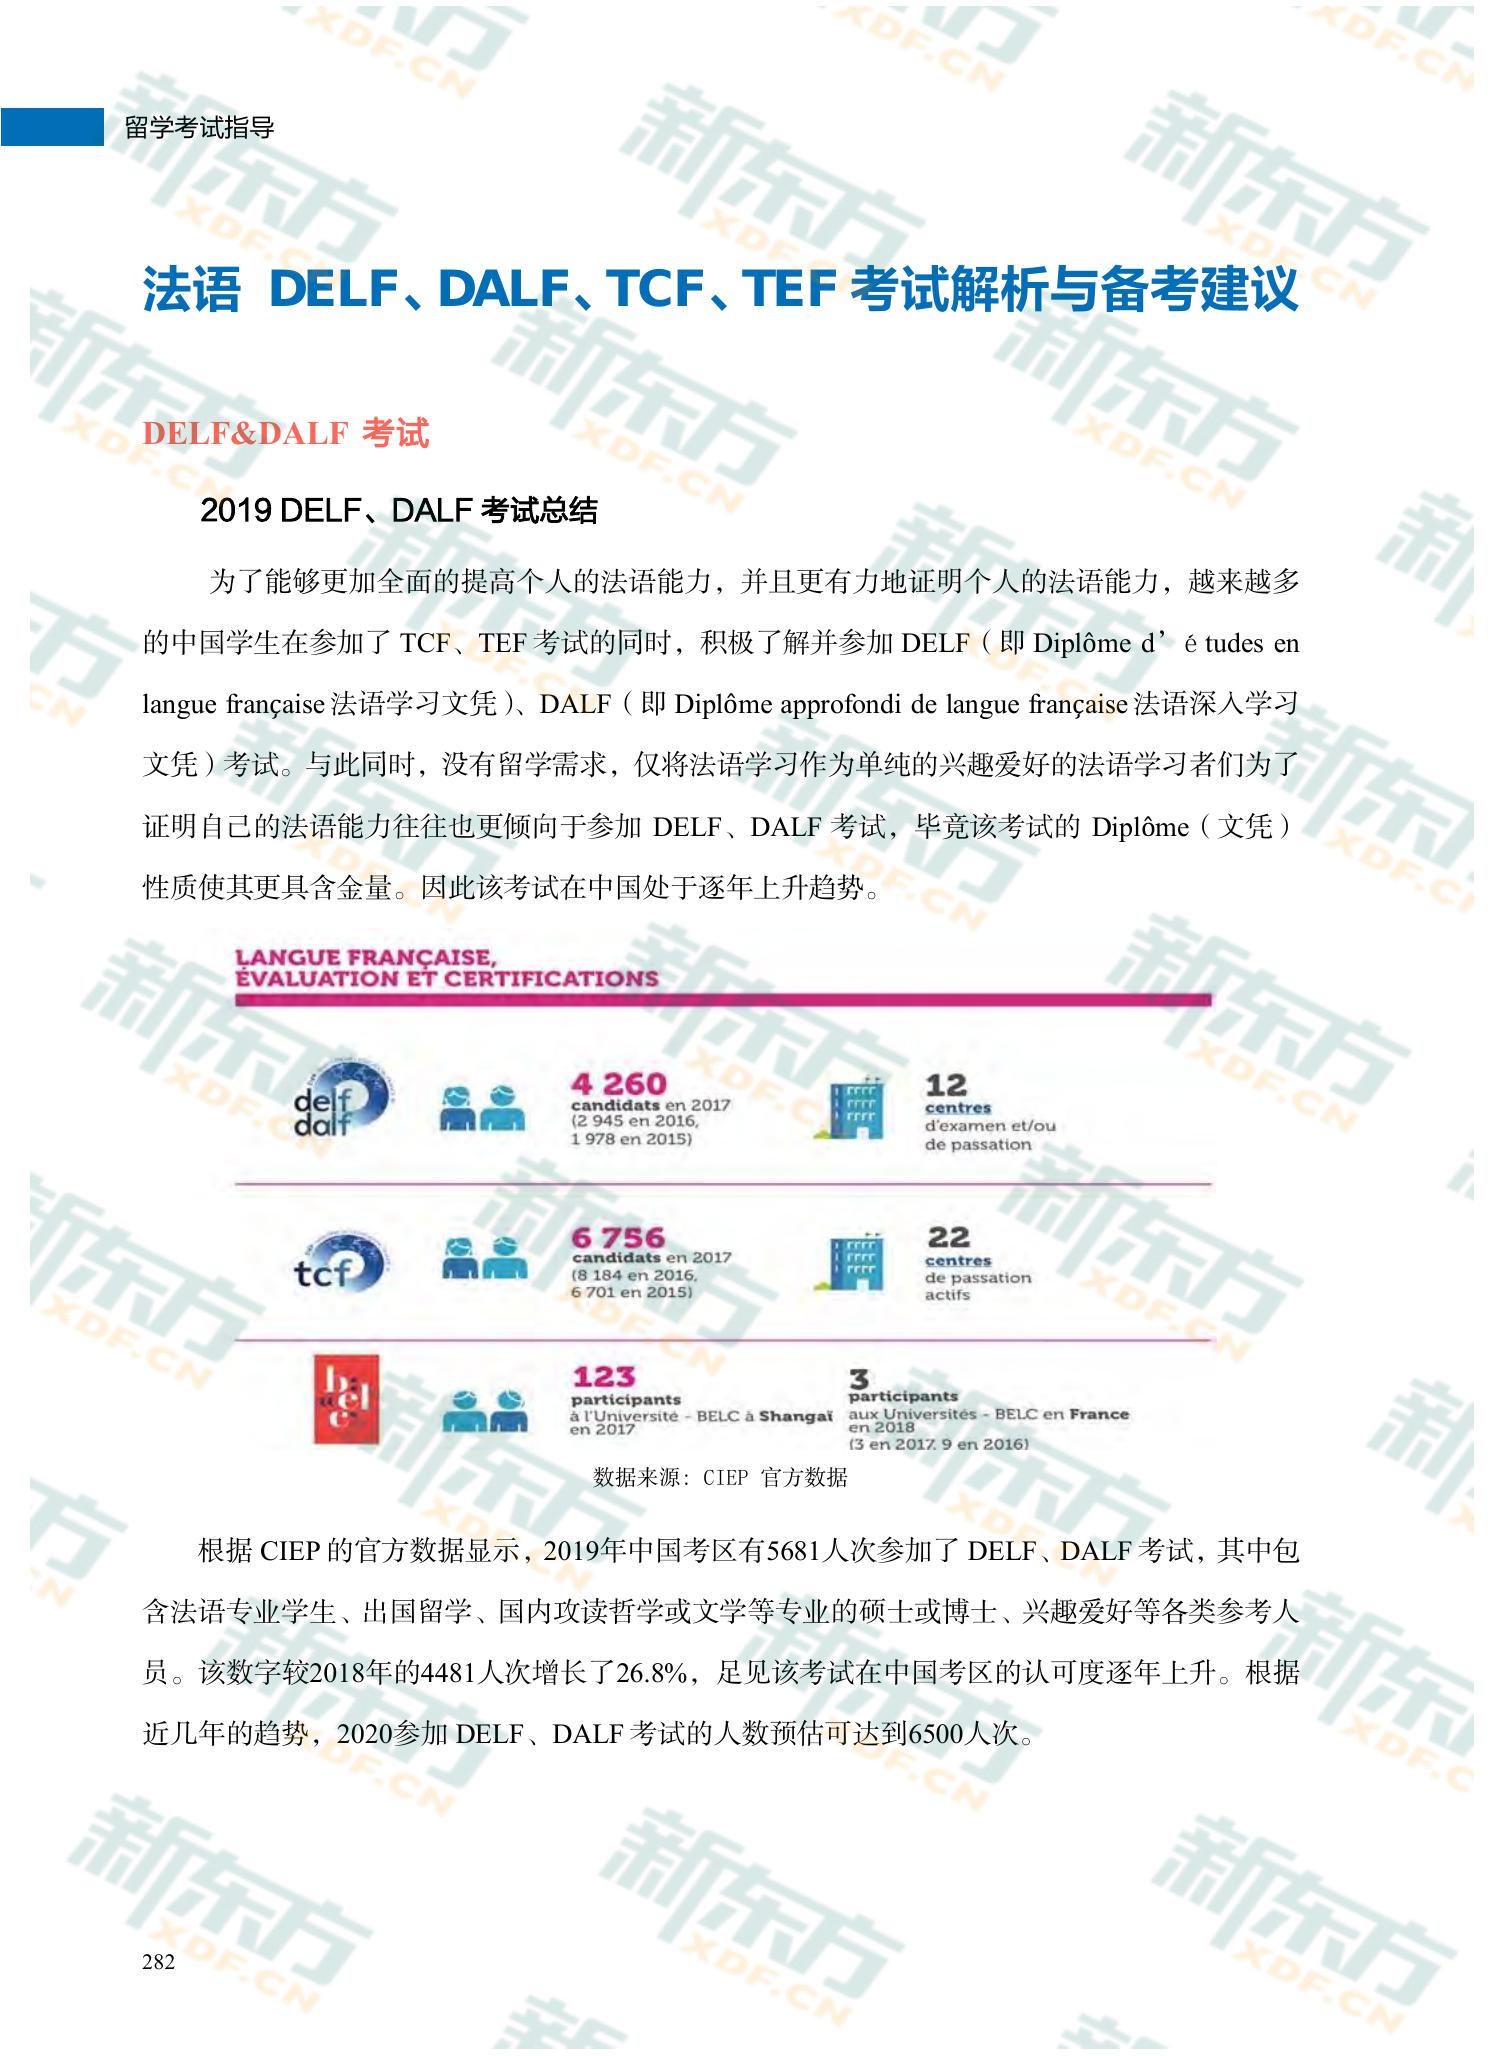 留学考试指导
法语 DELF、DALF、TCF、TEF 考试解析与备考建议
DELF&DALF 考试
2019 DELF、DALF 考试总结
为了能够更加全面的提高个人的法语能力，并且更有力地证明个人的法语能力，越来越多
的中国学生在参加了 TCF、TEF 考试的同时，积极了解并参加 DELF（即 Diplôme d’é tudes en
langue française 法语学习文凭）、DALF（即 Diplôme approfondi de langue française 法语深入学习
文凭）考试。与此同时，没有留学需求，仅将法语学习作为单纯的兴趣爱好的法语学习者们为了
证明自己的法语能力往往也更倾向于参加 DELF、DALF 考试，毕竟该考试的 Diplôme（文凭）
性质使其更具含金量。因此该考试在中国处于逐年上升趋势。
LANGUE FRANÇAISE,
ÉVALUATION ET CERTIFICATIONS
delf
dalf
4 260
candidats en 2017
(2 945 en 2016,
1 978 en 2015)
12
centres
d'examen et/ou
de passation
tcf
6 756
candidats en 2017
(8 184 en 2016,
6 701 en 2015)
22
centres
de passation
actifs
belc
123
participants
à l'Université - BELC à Shangaï
en 2017
3
participants
aux Universités - BELC en France
en 2018
(3 en 2017, 9 en 2016)
数据来源：CIEP 官方数据
根据 CIEP 的官方数据显示，2019年中国考区有5681人次参加了 DELF、DALF 考试，其中包
含法语专业学生、出国留学、国内攻读哲学或文学等专业的硕士或博士、兴趣爱好等各类参考人
员。该数字较2018年的4481人次增长了26.8%，足见该考试在中国考区的认可度逐年上升。根据
近几年的趋势，2020参加 DELF、DALF 考试的人数预估可达到6500人次。
282
新东方
XDF.CN